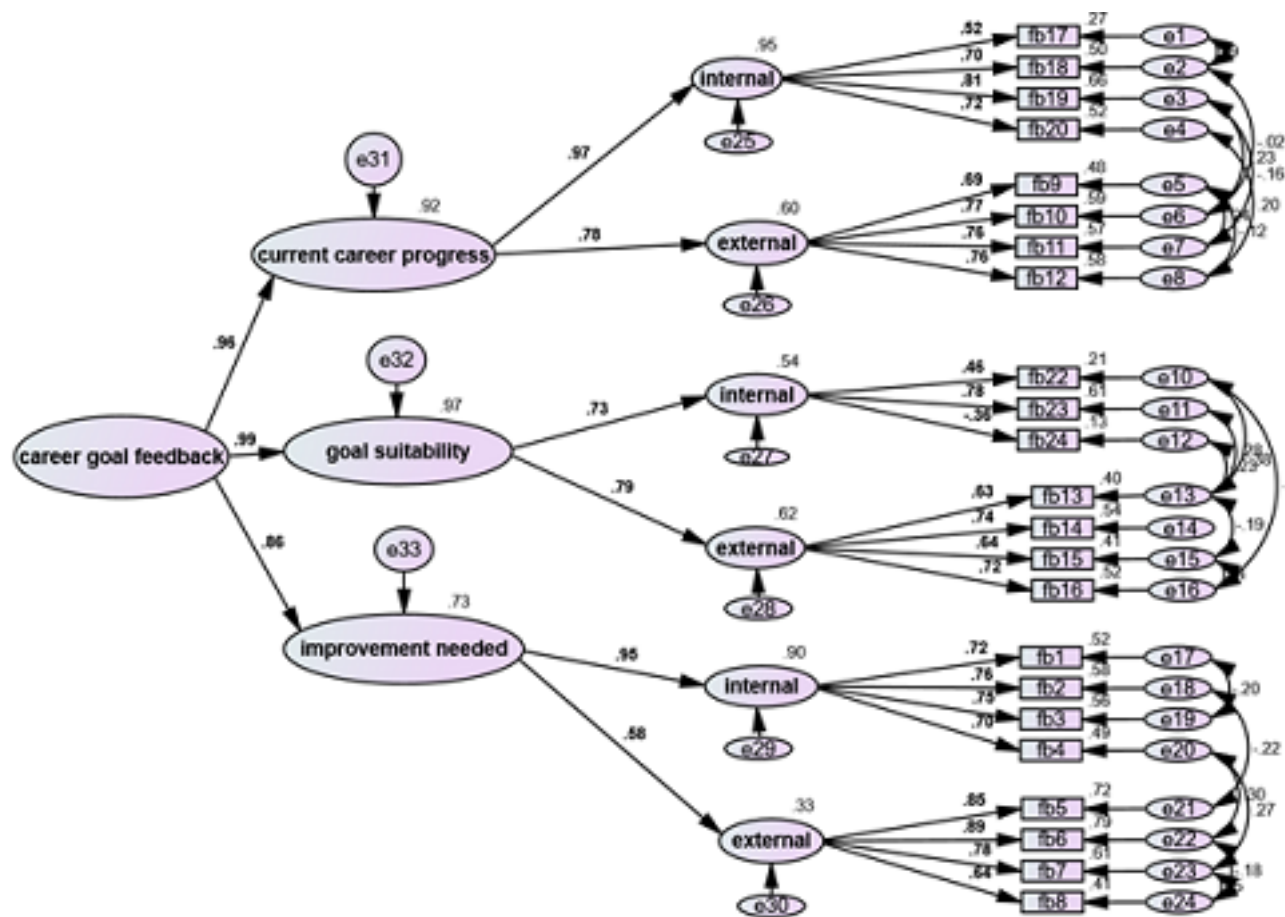 .27
.52
fb17
e1
.95
.50
.70
fb18
e2
internal
.66
.81
fb19
e3
.52
.72
fb20
e4
e25
-.02
.23
-.16
e31
.97
.48
.69
fb9
e5
.20
.92
.60
.59
.77
fb10
e6
.12
current career progress
.78
external
.57
.76
fb11
e7
.58
.76
fb12
e8
e26
.96
e32
.54
.21
.46
fb22
e10
internal
.61
.78
fb23
e11
.97
.73
.13
-.36
fb24
e12
career goal feedback
.99
goal suitability
e27
.40
.63
fb13
e13
.79
.62
.54
.74
fb14
e14
-.19
external
.41
.64
fb15
e15
.86
e33
.52
.72
fb16
e16
e28
.73
.90
.52
.72
fb1
e17
improvement needed
.95
internal
.58
.76
fb2
e18
.20
.56
.75
fb3
e19
.49
.70
fb4
e20
e29
-.22
.58
.72
.85
fb5
e21
.30
.27
.33
.79
.89
fb6
e22
external
.61
.78
fb7
e23
-.18
.41
.64
fb8
e24
e30